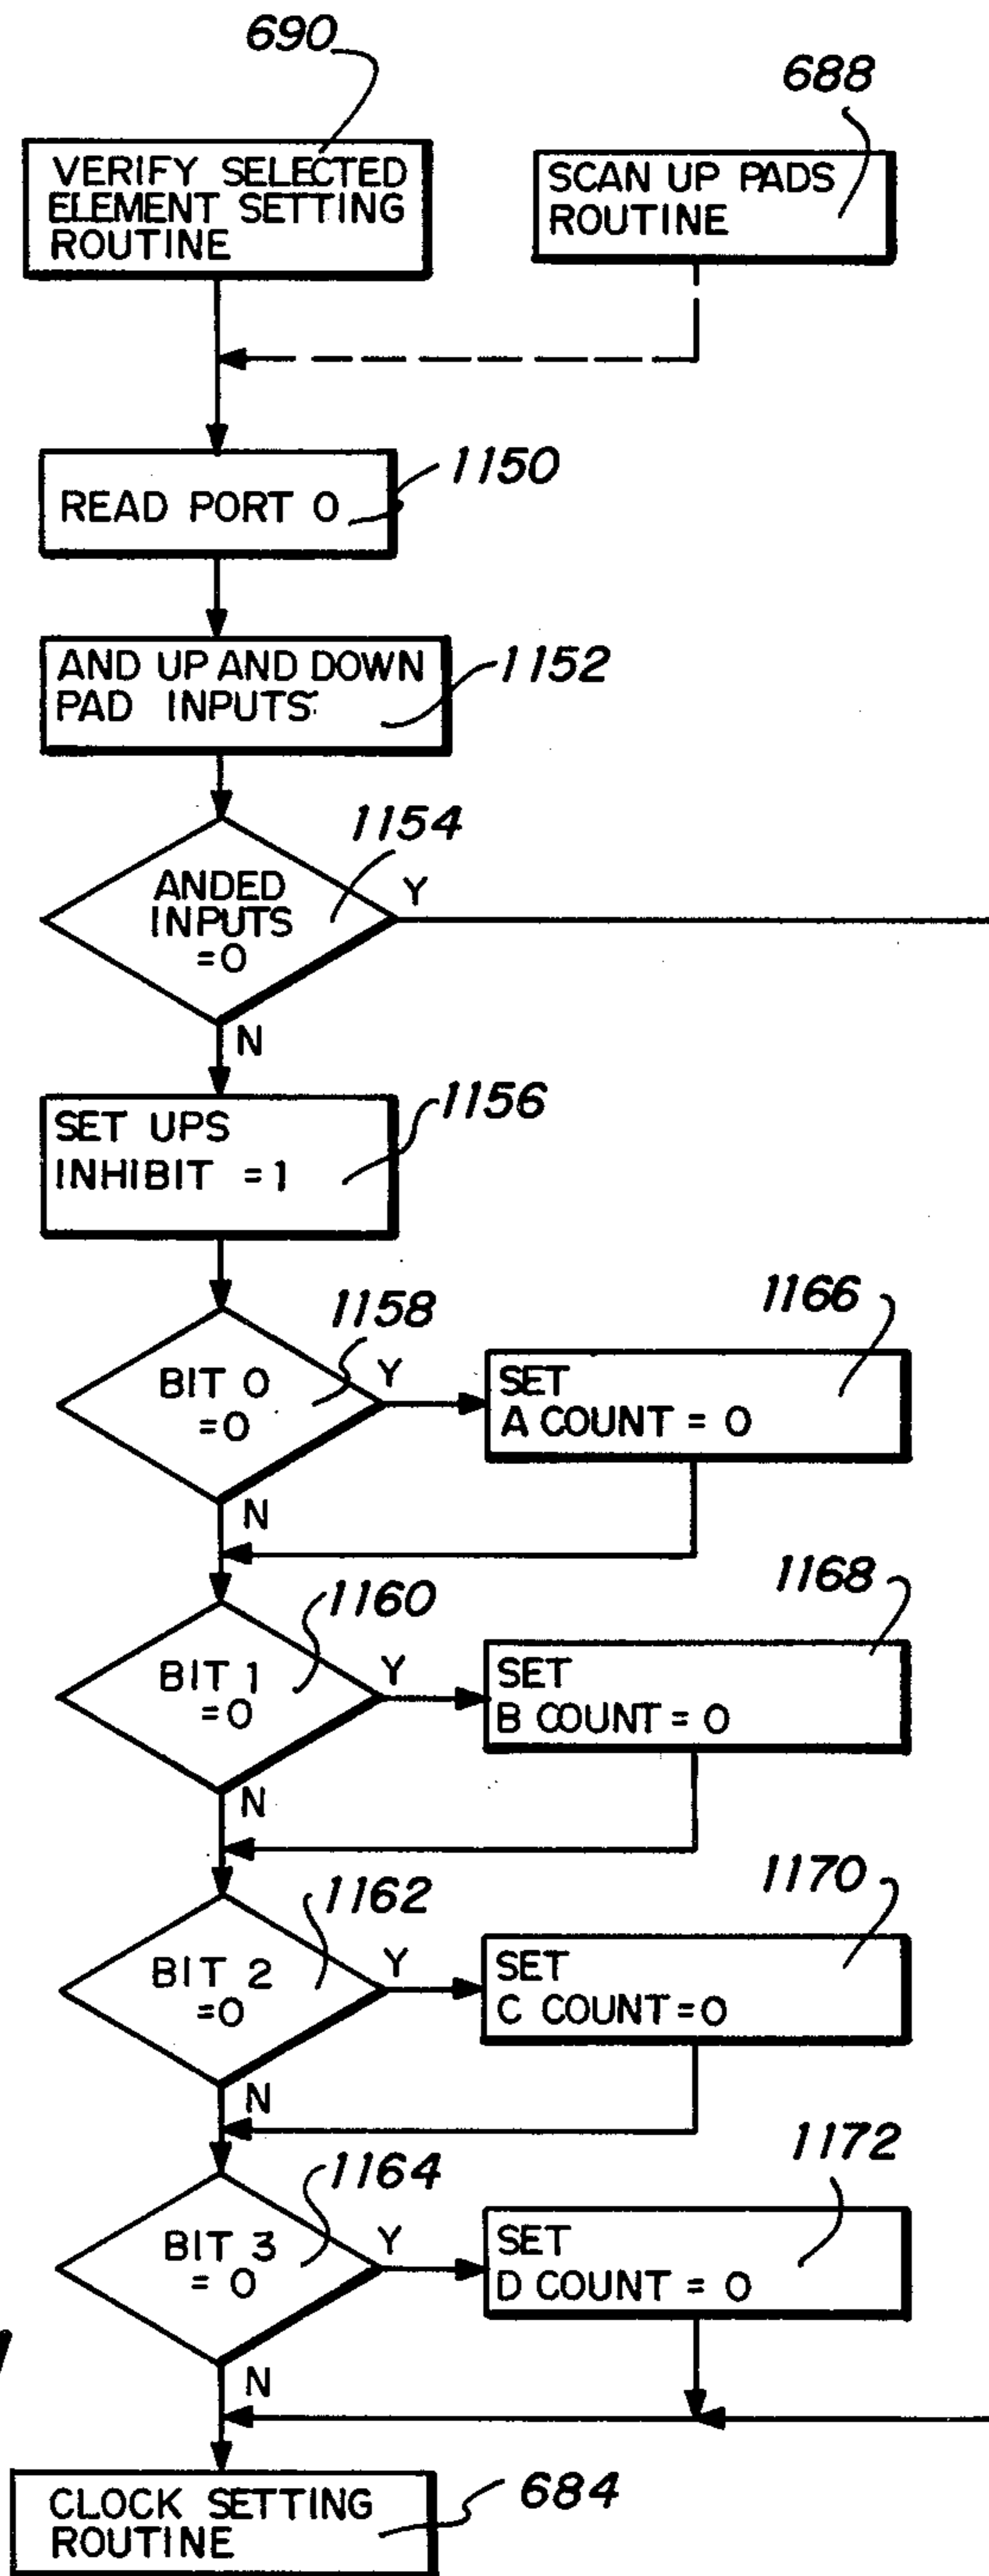 690
688
VERIFY SELECTED
ELEMENT SETTING
ROUTINE
SCAN UP PADS
ROUTINE
1150
READ PORT 0
AND UP AND DOWN
PAD INPUTS
1152
1154
ANDED
INPUTS
=0
Y
N
1156
SET UPS
INHIBIT =1
1158
BIT 0
=0
Y
N
1166
SET
A COUNT = 0
1160
BIT 1
=0
Y
N
1168
SET
B COUNT = 0
1162
BIT 2
=0
Y
N
1170
SET
C COUNT=0
1164
BIT 3
= 0
Y
N
1172
SET
D COUNT = 0
CLOCK SETTING
ROUTINE
684